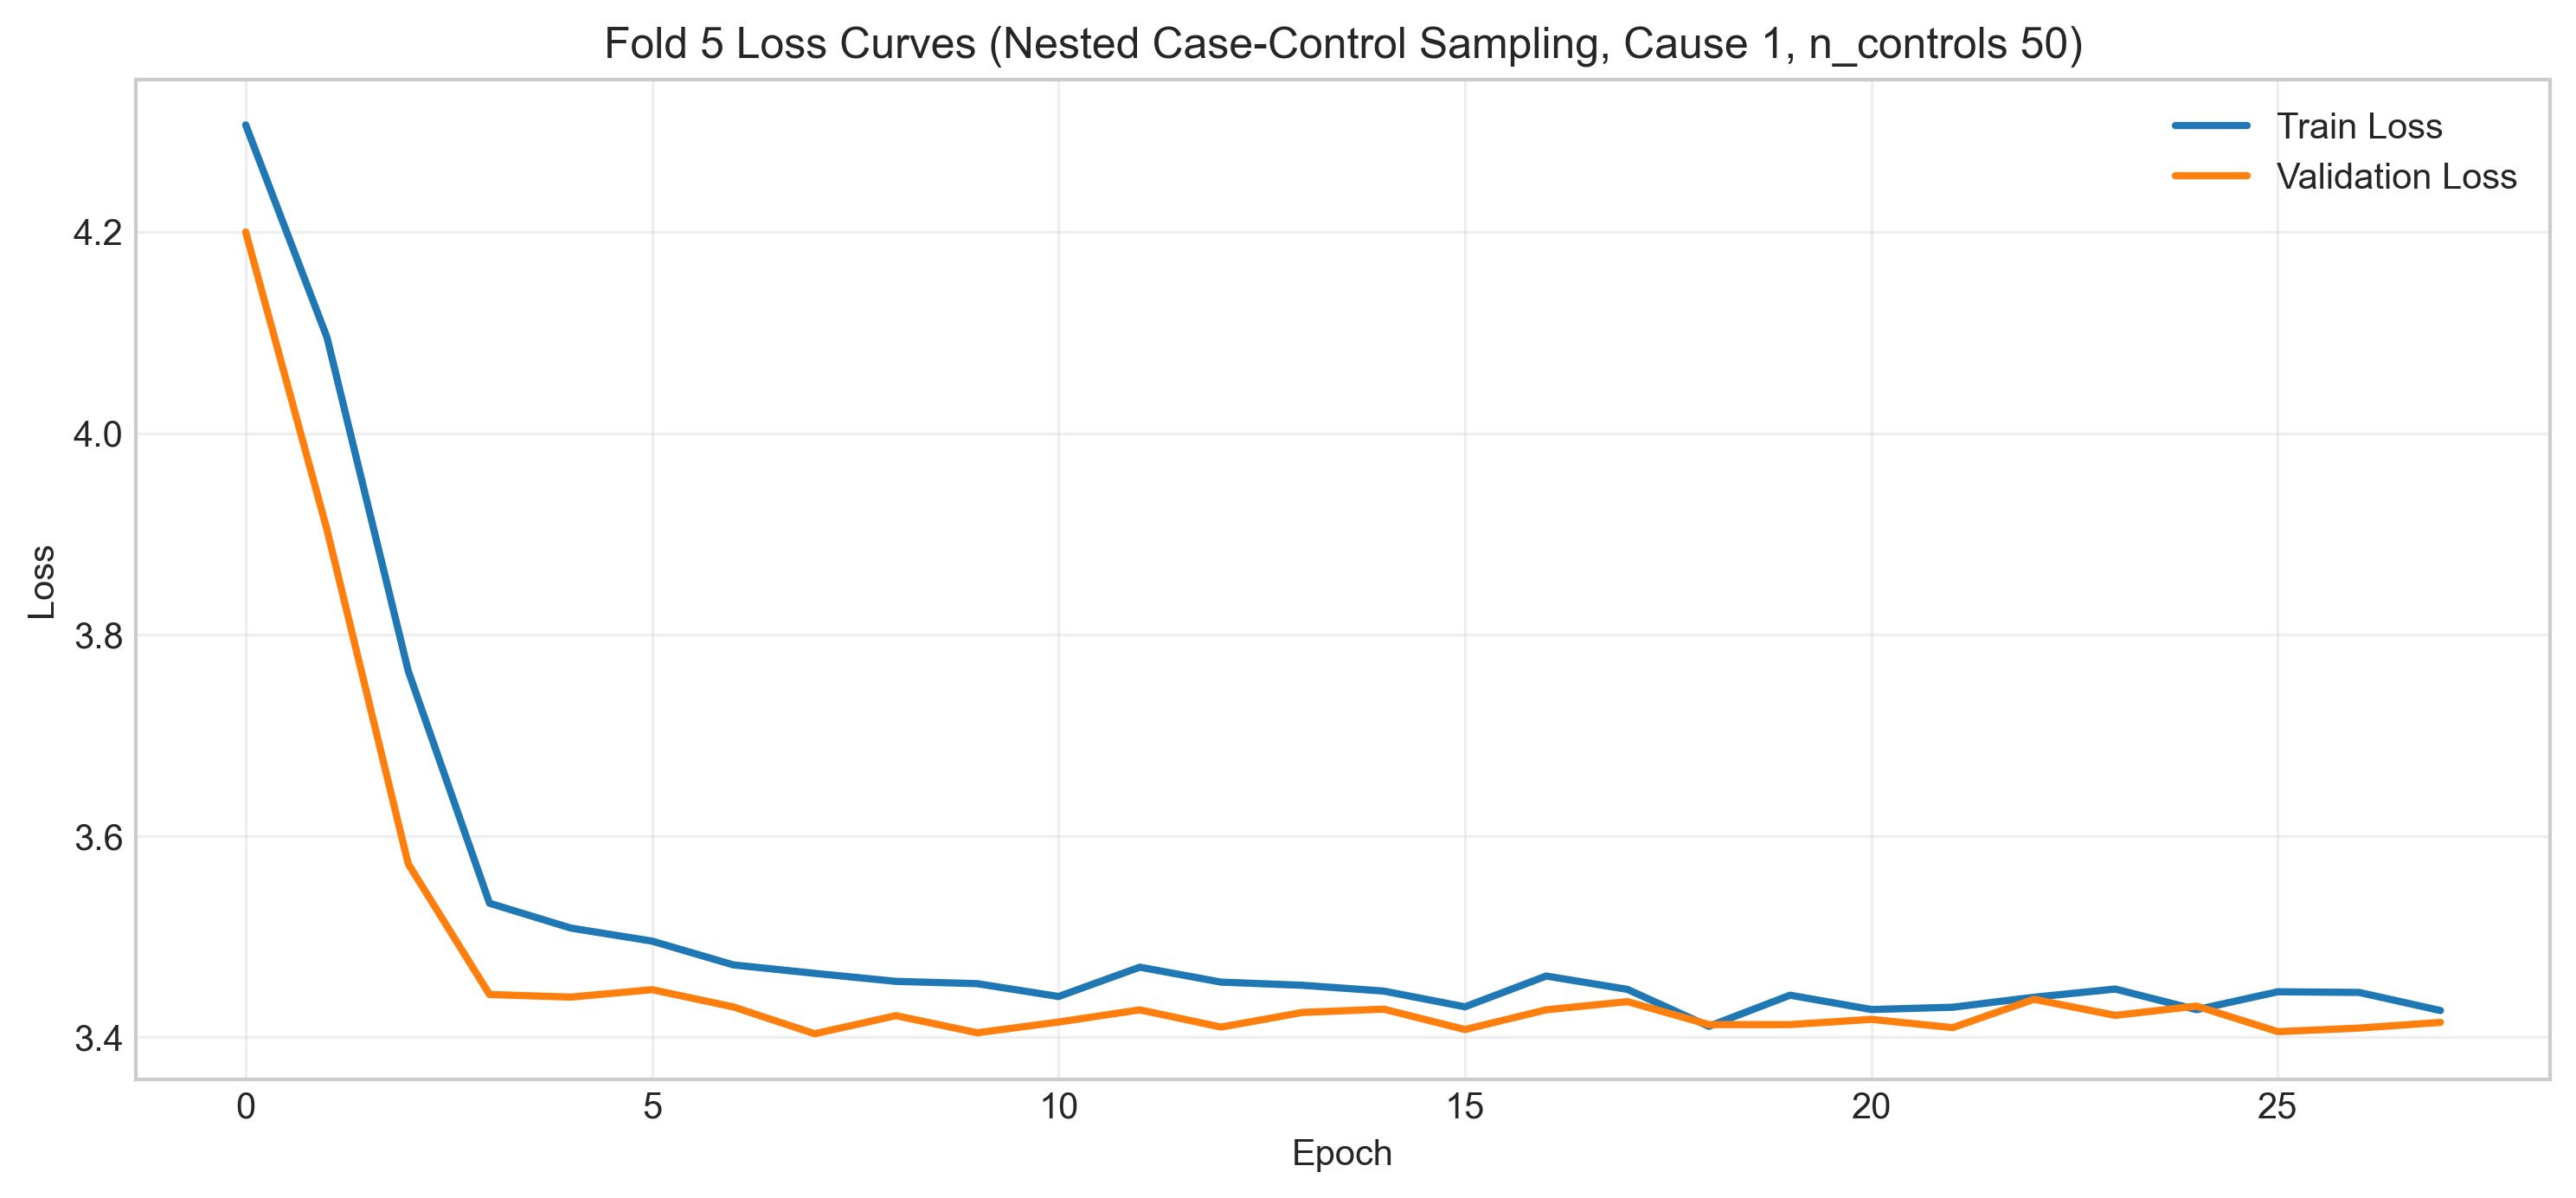 Fold 5 Loss Curves (Nested Case-Control Sampling, Cause 1, n_controls 50)
Train Loss
Validation Loss
Loss
4.2
4.0
3.8
3.6
3.4
0 5 10 15 20 25
Epoch